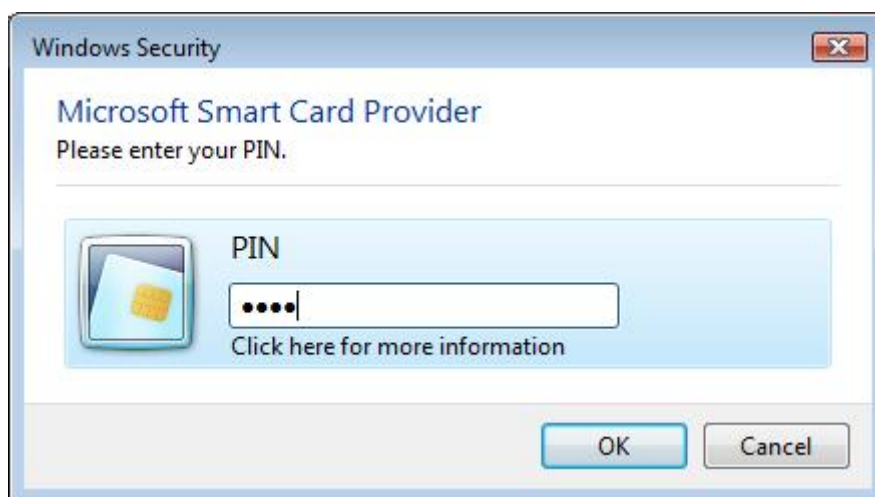 Windows Security
Microsoft Smart Card Provider
Please enter your PIN.
PIN
••••
Click here for more information
OK
Cancel